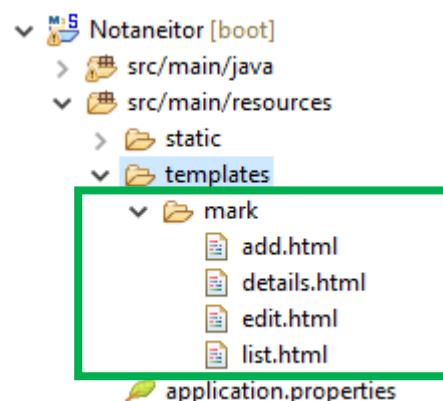 Notaneitor [boot]
src/main/java
src/main/resources
static
templates
mark
add.html
details.html
edit.html
list.html
application.properties